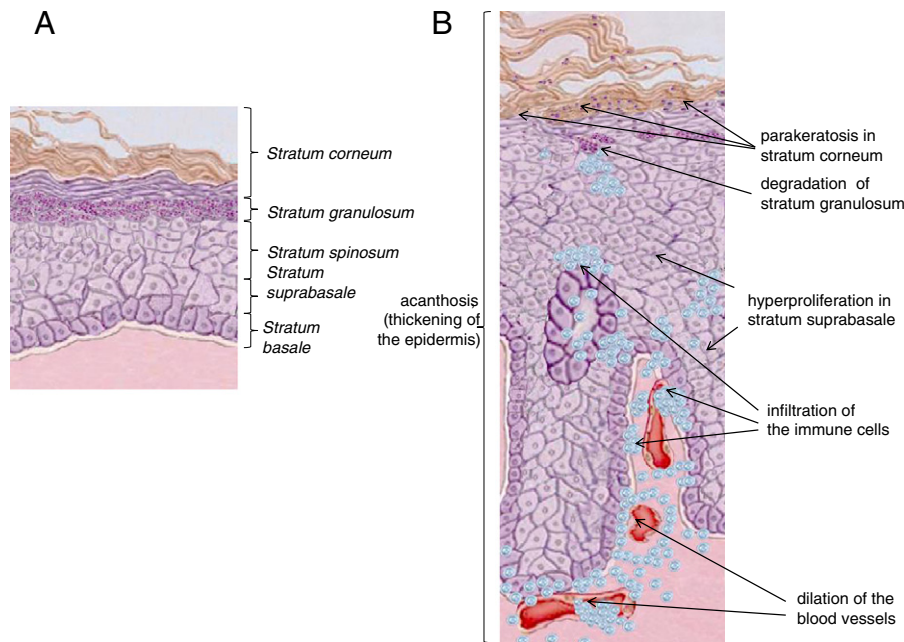 A
B
Stratum corneum
Stratum granulosum
Stratum spinosum
Stratum
suprabasale
Stratum
basale
acanthosis
(thickening of
the epidermis)
parakeratosis in
stratum corneum
degradation of
stratum granulosum
hyperproliferation in
stratum suprabasale
infiltration of
the immune cells
dilation of the
blood vessels